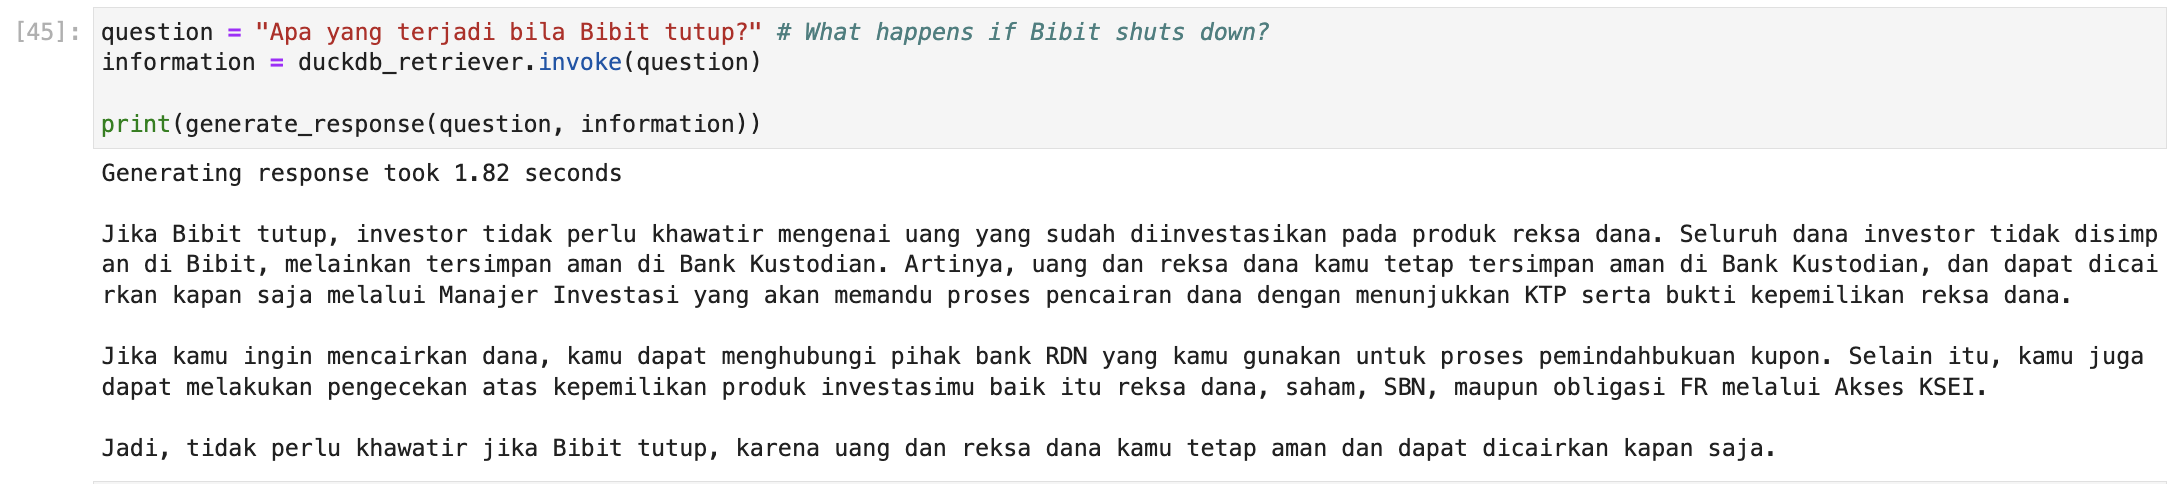 [45]: question = "Apa yang terjadi bila Bibit tutup?" # What happens if Bibit shuts down?
information = duckdb_retriever.invoke(question)
print(generate_response(question, information))
Generating response took 1.82 seconds
Jika Bibit tutup, investor tidak perlu khawatir mengenai uang yang sudah diinvestasikan pada produk reksa dana. Seluruh dana investor tidak disimp
an di Bibit, melainkan tersimpan aman di Bank Kustodian. Artinya, uang dan reksa dana kamu tetap tersimpan aman di Bank Kustodian, dan dapat dicai
rkan kapan saja melalui Manajer Investasi yang akan memandu proses pencairan dana dengan menunjukkan KTP serta bukti kepemilikan reksa dana.
Jika kamu ingin mencairkan dana, kamu dapat menghubungi pihak bank RDN yang kamu gunakan untuk proses pemindahbukuan kupon. Selain itu, kamu juga
dapat melakukan pengecekan atas kepemilikan produk investasimu baik itu reksa dana, saham, SBN, maupun obligasi FR melalui Akses KSEI.
Jadi, tidak perlu khawatir jika Bibit tutup, karena uang dan reksa dana kamu tetap aman dan dapat dicairkan kapan saja.